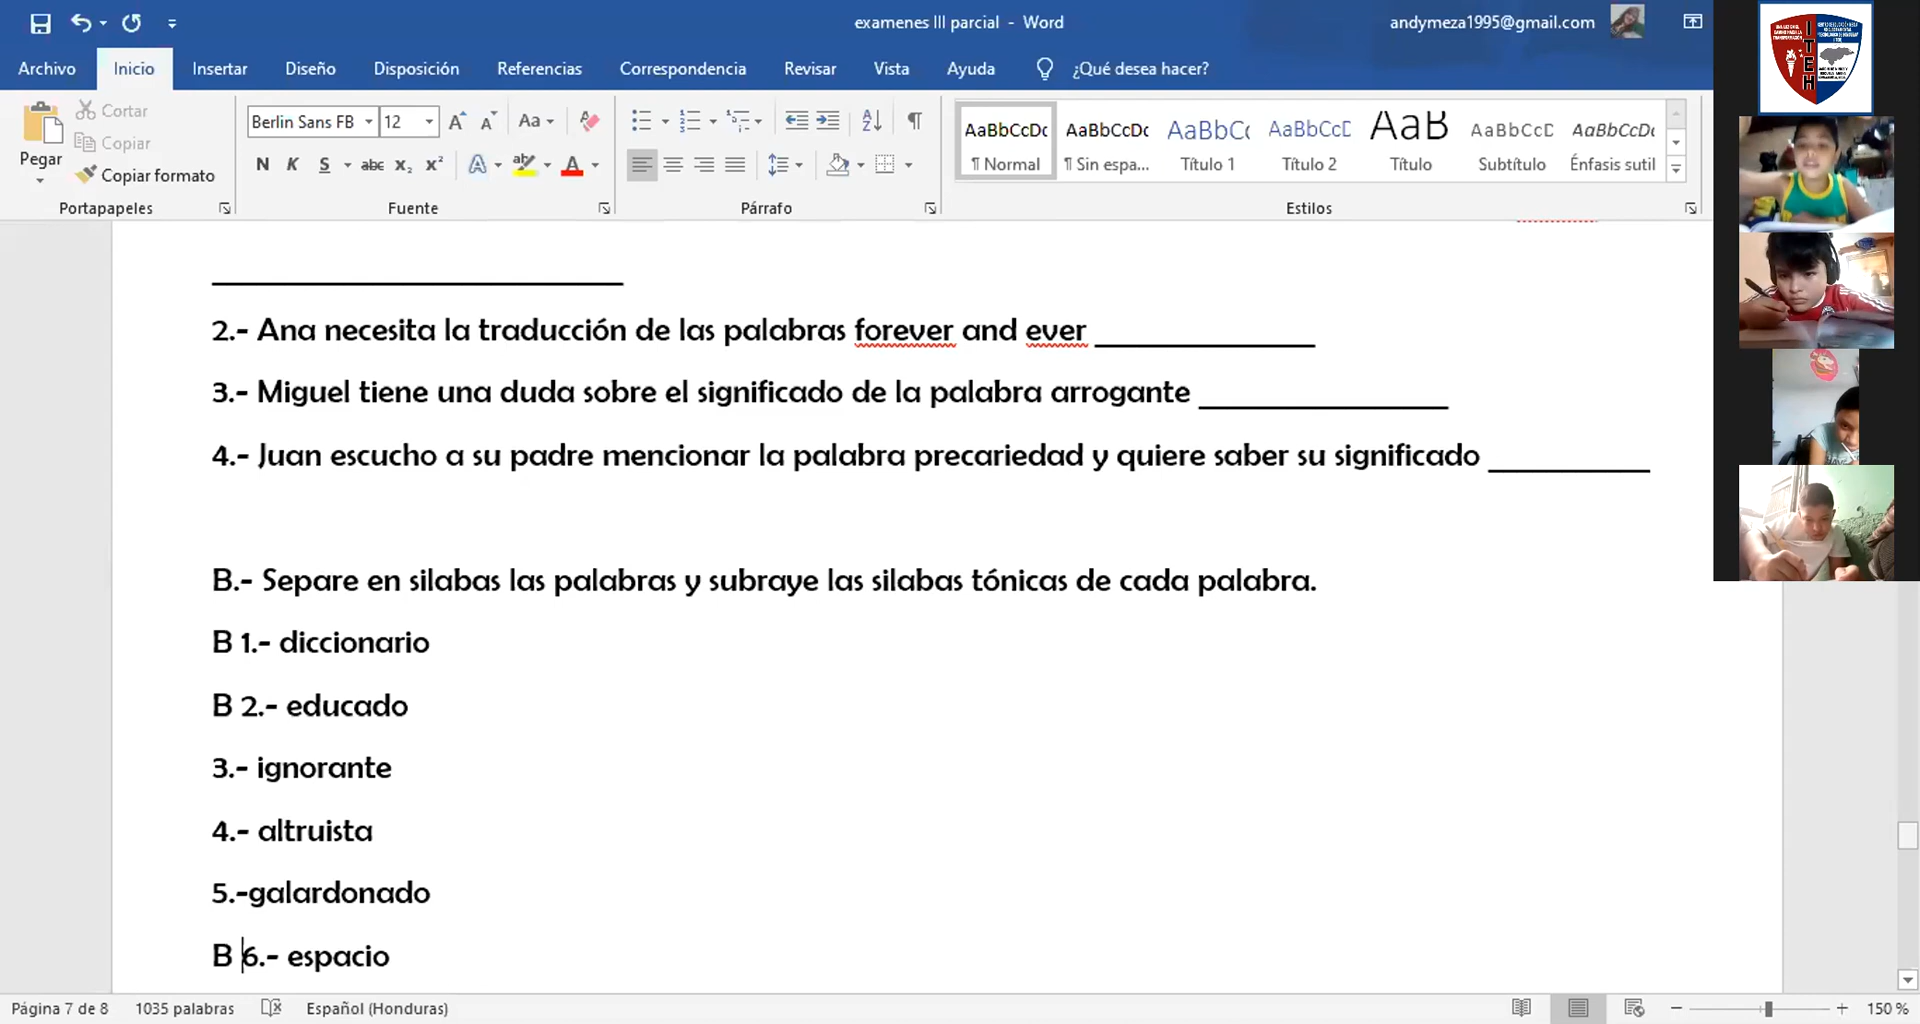 examenes III parcial - Word
andymeza1995@gmail.com
Archivo Inicio Insertar Diseño Disposición Referencias Correspondencia Revisar Vista Ayuda ¿Qué desea hacer?
Pegar
Cortar
Copiar
Copiar formato
Portapapeles
Berlin Sans FB 12 Aa
N K S abc x₂ x² A ab A
Fuente
Párrafo
AaBbCcDc AaBbCcDc AaBbCc AaBbCcD AaB AaBbCcD AaBbCcDc
¶ Normal ¶ Sin espa... Título 1 Título 2 Título Subtítulo Énfasis sutil
Estilos
ITEH
2.- Ana necesita la traducción de las palabras forever and ever ______________
3.- Miguel tiene una duda sobre el significado de la palabra arrogante ________________
4.- Juan escucho a su padre mencionar la palabra precariedad y quiere saber su significado __________
B.- Separe en silabas las palabras y subraye las silabas tónicas de cada palabra.
B 1.- diccionario
B 2.- educado
3.- ignorante
4.- altruista
5.-galardonado
B 6.- espacio
Página 7 de 8 1035 palabras Español (Honduras) 150 %